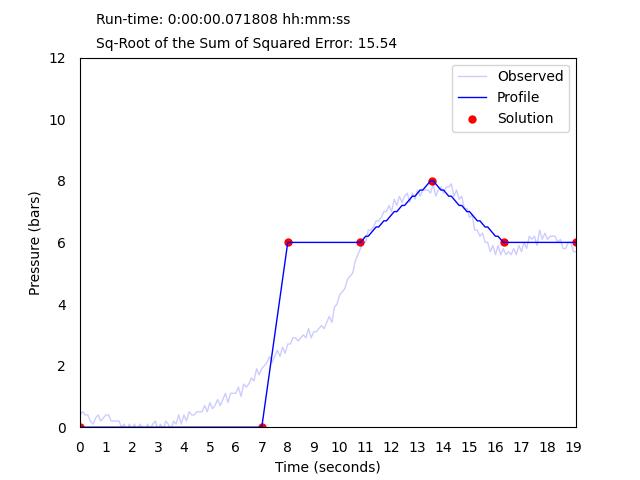 Run-time: 0:00:00.071808 hh:mm:ss
Sq-Root of the Sum of Squared Error: 15.54
12
10
8
6
4
2
0
Pressure (bars)
Observed
Profile
Solution
0 1 2 3 4 5 6 7 8 9 10 11 12 13 14 15 16 17 18 19
Time (seconds)